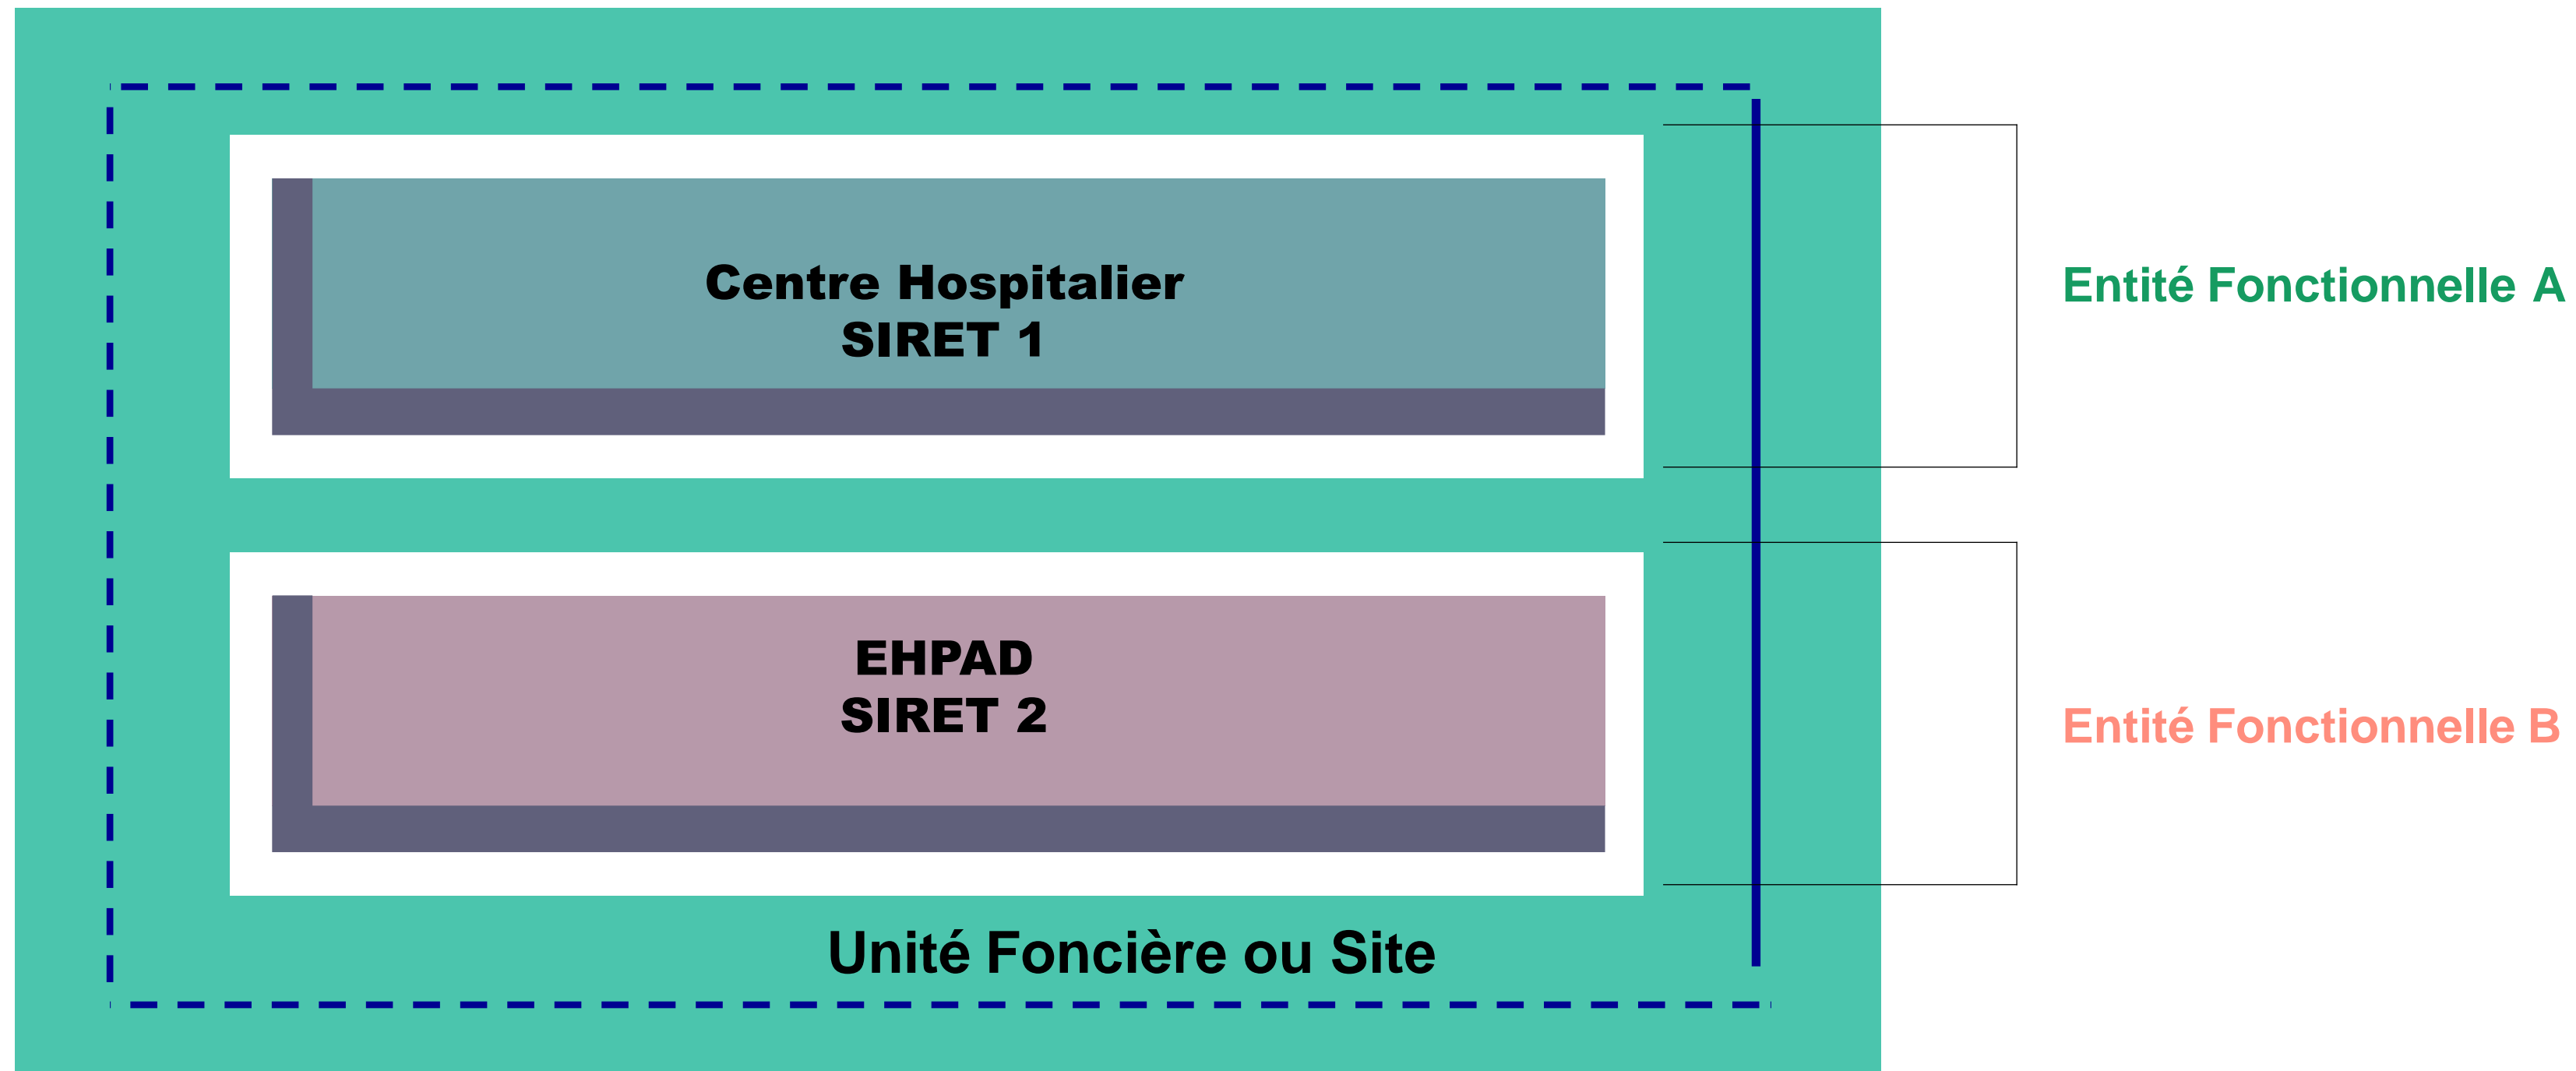 Centre Hospitalier
SIRET 1
Entité Fonctionnelle A
EHPAD
SIRET 2
Entité Fonctionnelle B
Unité Foncière ou Site